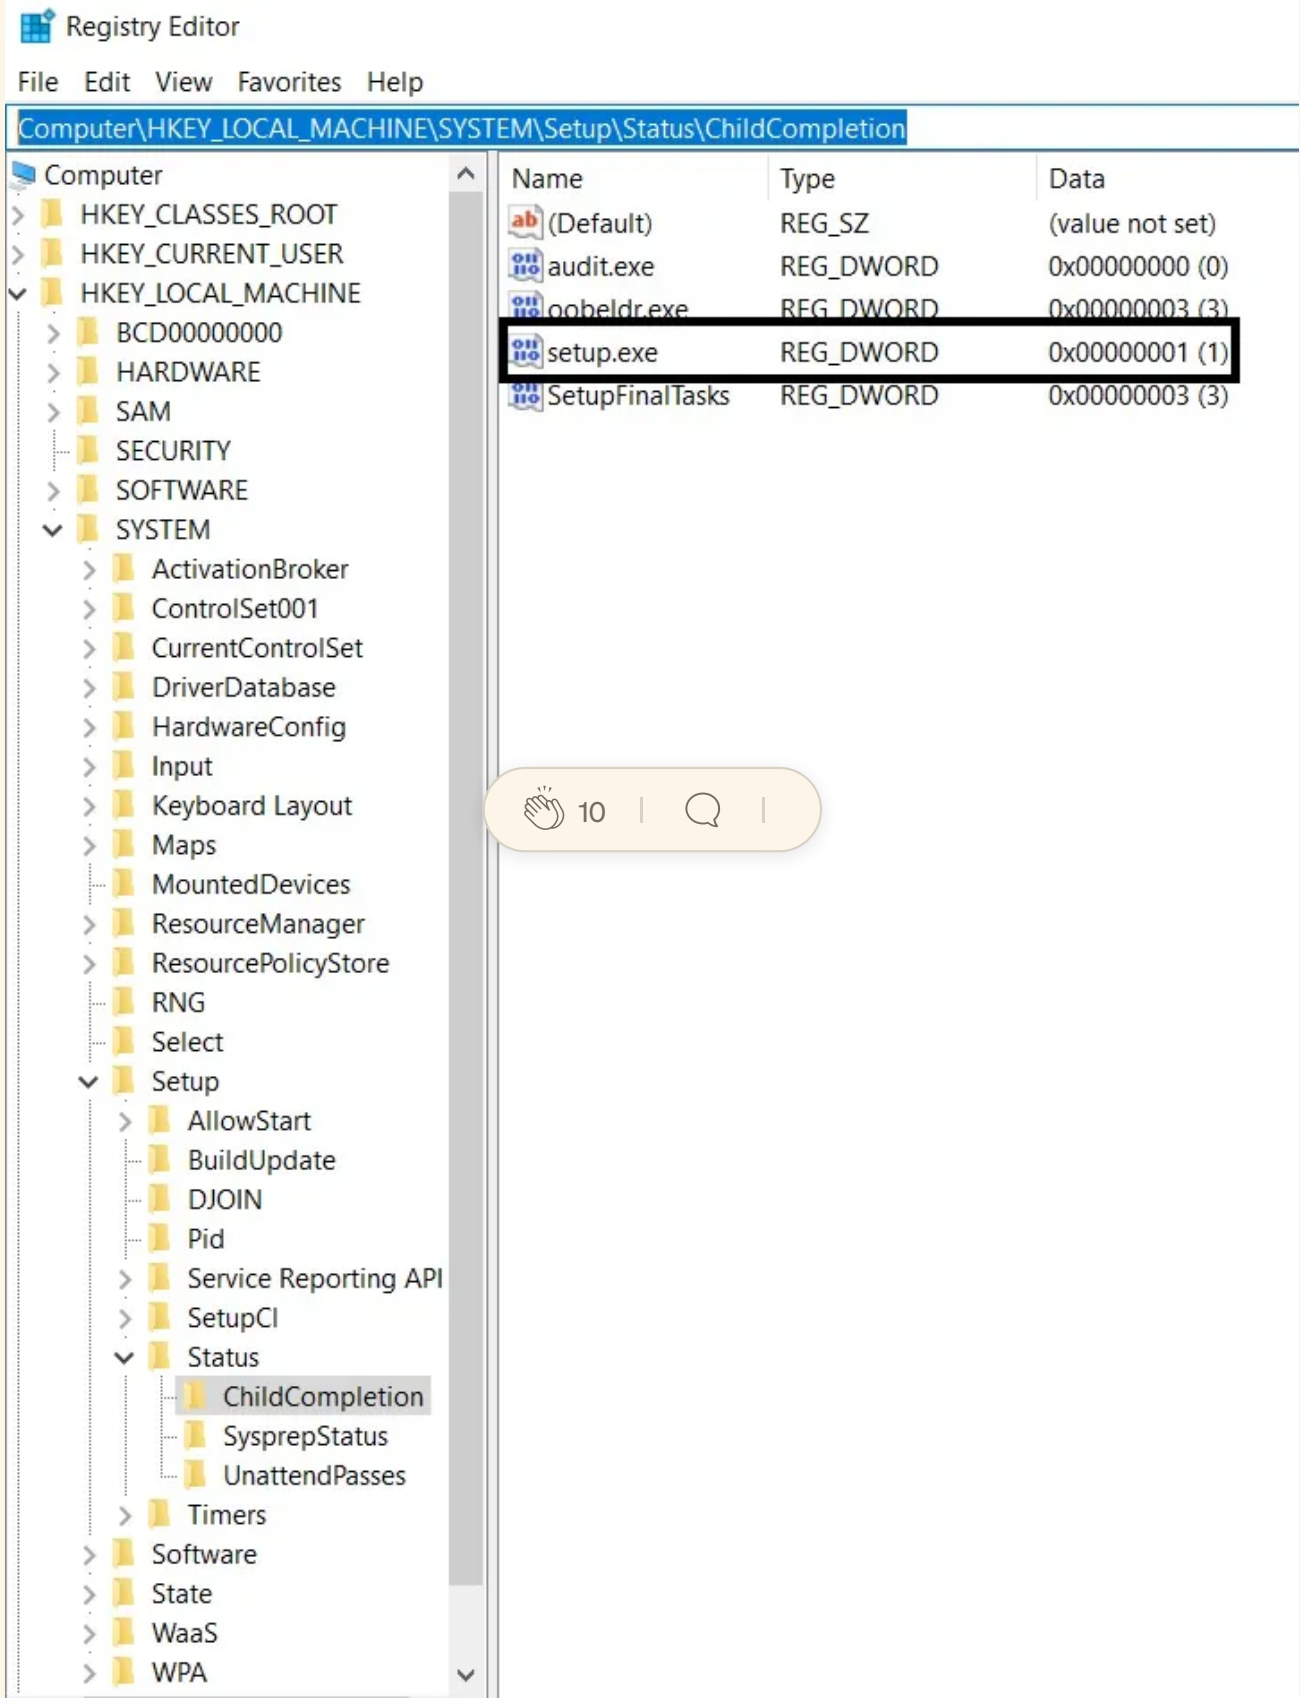 Registry Editor
File Edit View Favorites Help
Computer\HKEY_LOCAL_MACHINE\SYSTEM\Setup\Status\ChildCompletion
Computer
HKEY_CLASSES_ROOT
HKEY_CURRENT_USER
HKEY_LOCAL_MACHINE
BCD00000000
HARDWARE
SAM
SECURITY
SOFTWARE
SYSTEM
ActivationBroker
ControlSet001
CurrentControlSet
DriverDatabase
HardwareConfig
Input
Keyboard Layout
Maps
MountedDevices
ResourceManager
ResourcePolicyStore
RNG
Select
Setup
AllowStart
BuildUpdate
DJOIN
Pid
Service Reporting API
SetupCl
Status
ChildCompletion
SysprepStatus
UnattendPasses
Timers
Software
State
WaaS
WPA
Name Type Data
(Default) REG_SZ (value not set)
audit.exe REG_DWORD 0x00000000 (0)
oobeldr.exe REG_DWORD 0x00000003 (3)
setup.exe REG_DWORD 0x00000001 (1)
SetupFinalTasks REG_DWORD 0x00000003 (3)
10